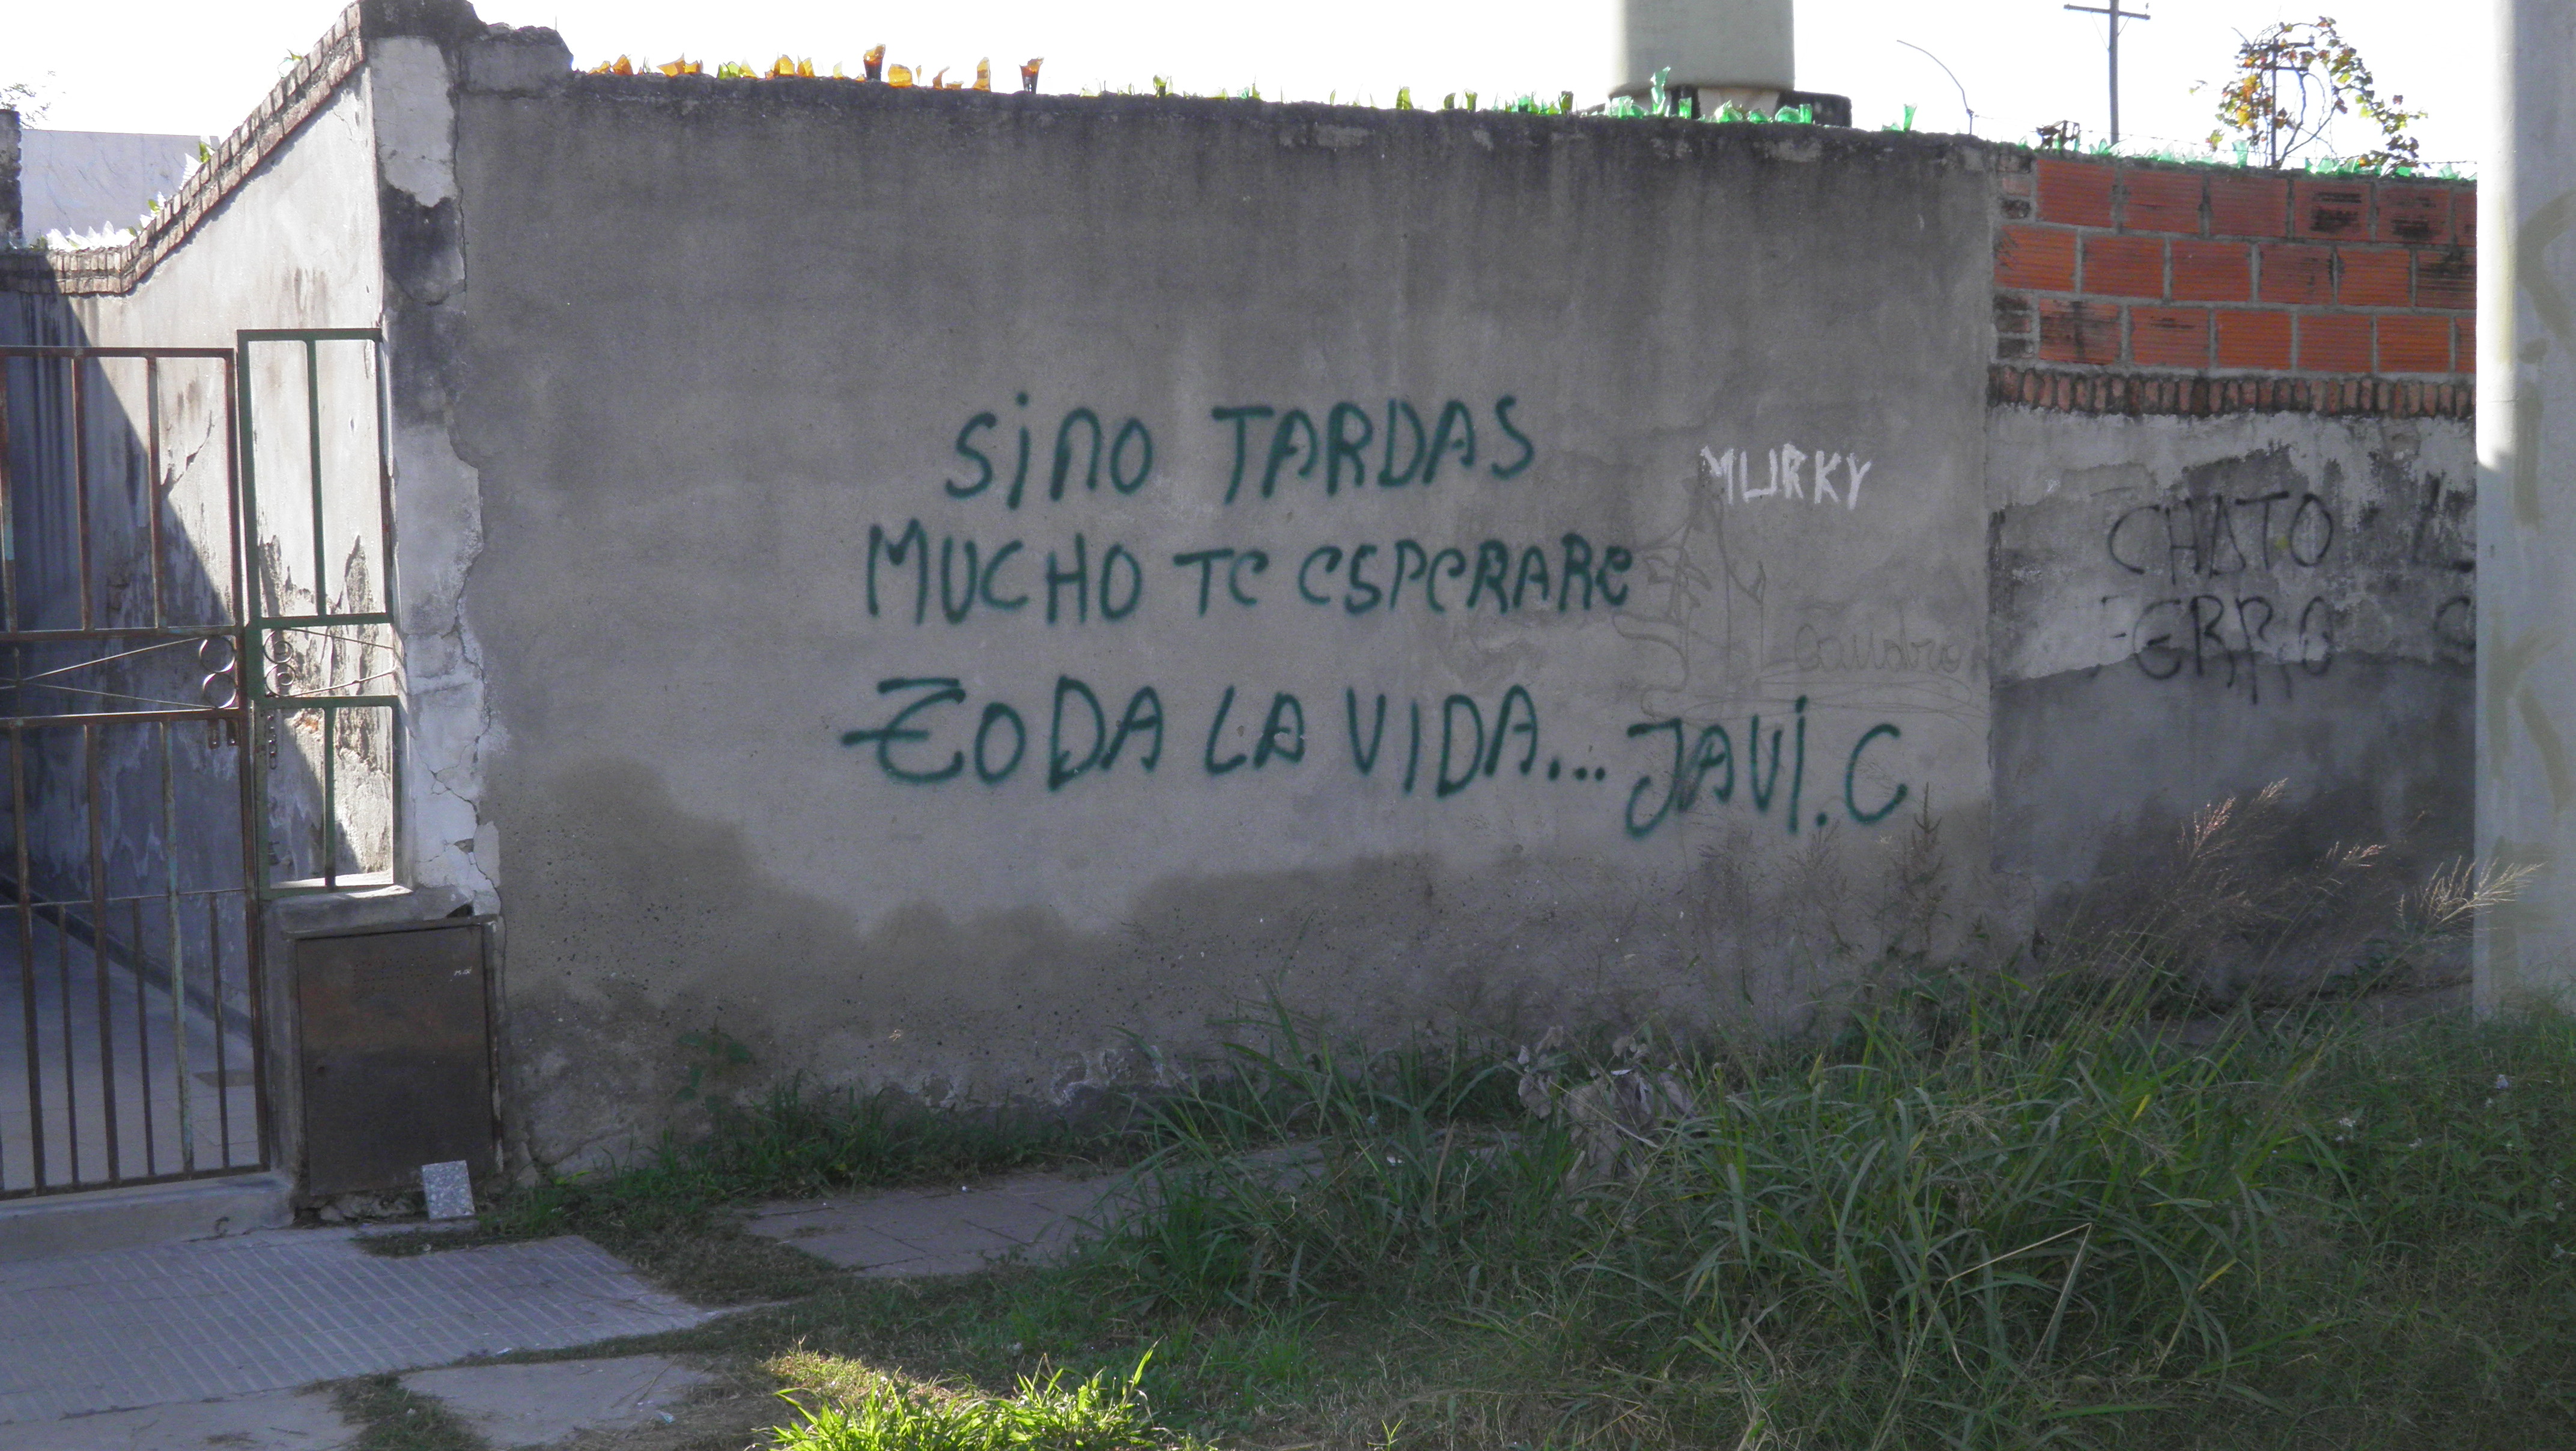 Sino TARDAS
MUCHO Te esperare
TODA LA VIDA... JAVi.C
MURKY
CHATO